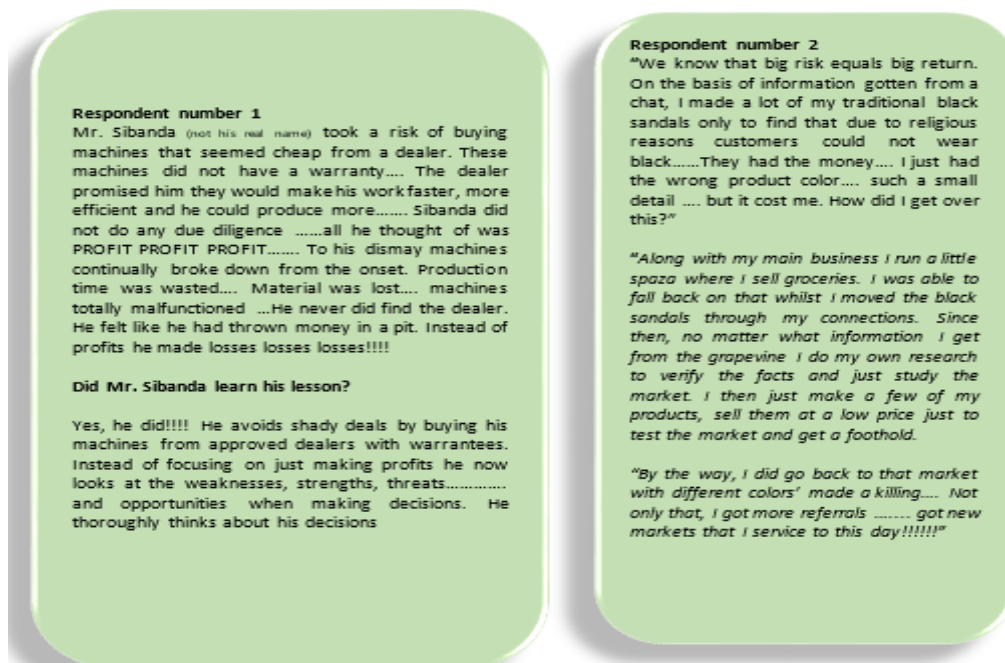 Respondent number 1
Mr. Sibanda (not his real name) took a risk of buying
machines that seemed cheap from a dealer. These
machines did not have a warranty.... The dealer
promised him they would make his work faster, more
efficient and he could produce more....... Sibanda did
not do any due diligence ......all he thought of was
PROFIT PROFIT PROFIT....... To his dismay machines
continually broke down from the onset. Production
time was wasted.... Material was lost.... machines
totally malfunctioned ...He never did find the dealer.
He felt like he had thrown money in a pit. Instead of
profits he made losses losses losses!!!!
Did Mr. Sibanda learn his lesson?
Yes, he did!!!! He avoids shady deals by buying his
machines from approved dealers with warrantees.
Instead of focusing on just making profits he now
looks at the weaknesses, strengths, threats.............
and opportunities when making decisions. He
thoroughly thinks about his decisions
Respondent number 2
"We know that big risk equals big return.
On the basis of information gotten from a
chat, I made a lot of my traditional black
sandals only to find that due to religious
reasons customers could not wear
black......They had the money.... I just had
the wrong product color.... such a small
detail .... but it cost me. How did I get over
this?"
"Along with my main business I run a little
spaza where I sell groceries. I was able to
fall back on that whilst I moved the black
sandals through my connections. Since
then, no matter what information I get
from the grapevine I do my own research
to verify the facts and just study the
market. I then just make a few of my
products, sell them at a low price just to
test the market and get a foothold.
"By the way, I did go back to that market
with different colors' made a killing.... Not
only that, I got more referrals ........ got new
markets that I service to this day!!!!!!"